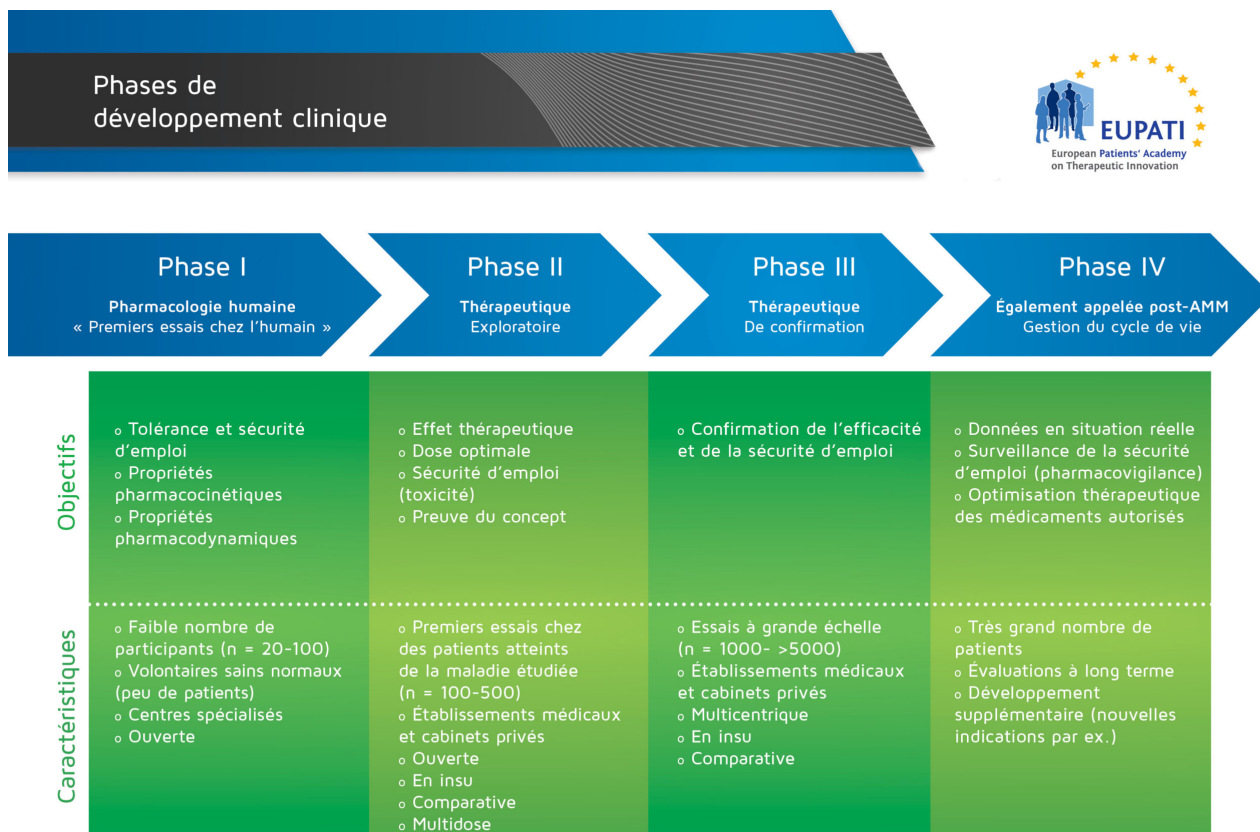 Phases de
développement clinique
EUPATI
European Patients' Academy
on Therapeutic Innovation
Phase I
Pharmacologie humaine
« Premiers essais chez l'humain »
Phase II
Thérapeutique
Exploratoire
Phase III
Thérapeutique
De confirmation
Phase IV
Également appelée post-AMM
Gestion du cycle de vie
Objectifs
o Tolérance et sécurité
d'emploi
o Propriétés
pharmacocinétiques
o Propriétés
pharmacodynamiques
o Effet thérapeutique
o Dose optimale
o Sécurité d'emploi
(toxicité)
o Preuve du concept
o Confirmation de l'efficacité
et de la sécurité d'emploi
o Données en situation réelle
o Surveillance de la sécurité
d'emploi (pharmacovigilance)
o Optimisation thérapeutique
des médicaments autorisés
Caractéristiques
o Faible nombre de
participants (n = 20-100)
o Volontaires sains normaux
(peu de patients)
o Centres spécialisés
o Ouverte
o Premiers essais chez
des patients atteints
de la maladie étudiée
(n = 100-500)
o Établissements médicaux
et cabinets privés
o Ouverte
o En insu
o Comparative
o Multidose
o Essais à grande échelle
(n = 1000- >5000)
o Établissements médicaux
et cabinets privés
o Multicentrique
o En insu
o Comparative
o Très grand nombre de
patients
o Évaluations à long terme
o Développement
supplémentaire (nouvelles
indications par ex.)